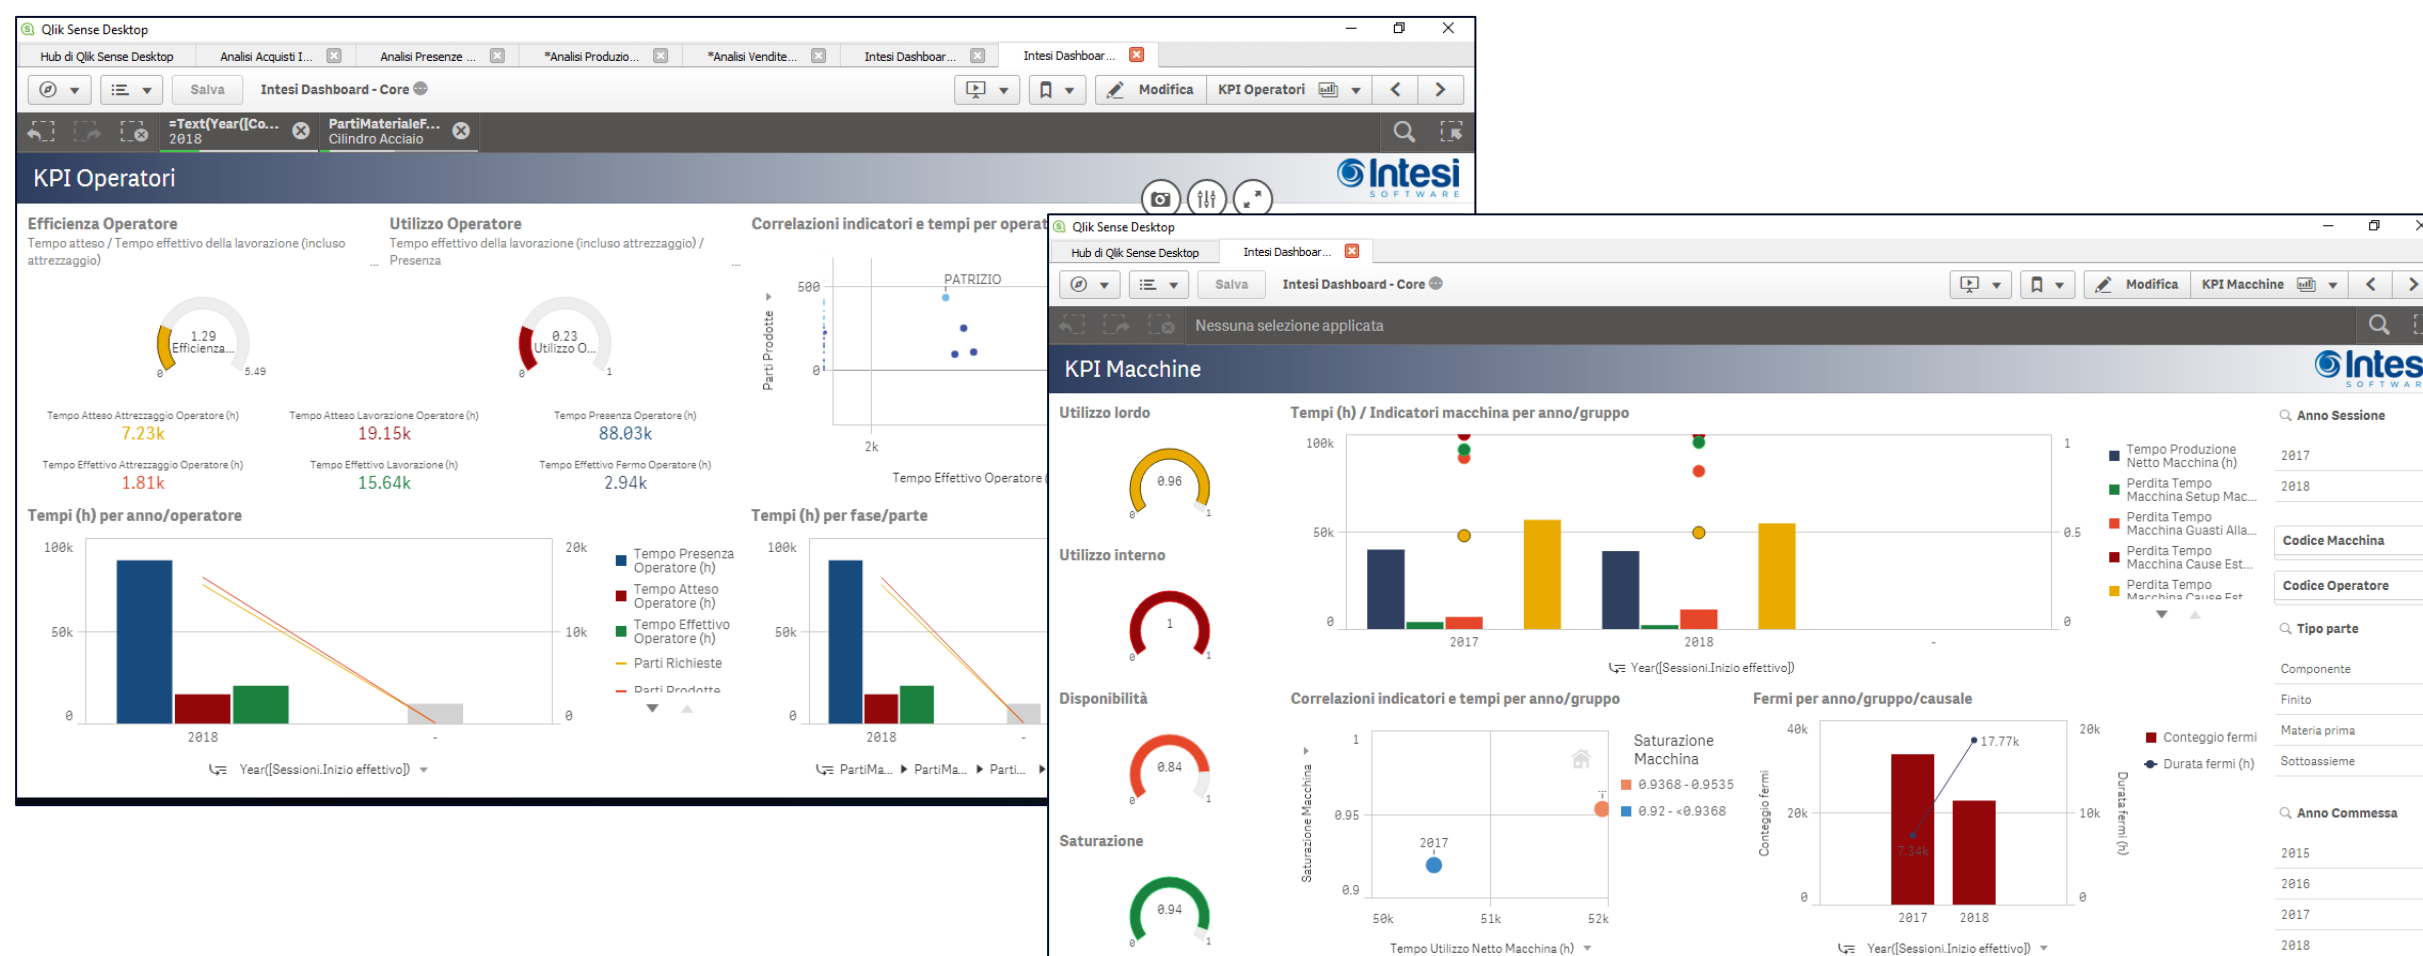 Qlik Sense Desktop
Hub di Qlik Sense Desktop
Analisi Acquisti I...
Analisi Presenze ...
*Analisi Produzio...
*Analisi Vendite...
Intesi Dashboar...
Intesi Dashboar...
Salva
Intesi Dashboard - Core
Modifica
KPI Operatori
=Text(Year([Co...
2018
PartiMaterialeF...
Cilindro Acciaio
KPI Operatori
Intesi
SOFTWARE
Efficienza Operatore
Tempo atteso / Tempo effettivo della lavorazione (incluso
attrezzaggio)
...
1.29
Efficienza...
0
5.49
Utilizzo Operatore
Tempo effettivo della lavorazione (incluso attrezzaggio) /
Presenza
...
0.23
Utilizzo O...
0
1
Tempo Atteso Attrezzaggio Operatore (h)
7.23k
Tempo Atteso Lavorazione Operatore (h)
19.15k
Tempo Presenza Operatore (h)
88.03k
Tempo Effettivo Attrezzaggio Operatore (h)
1.81k
Tempo Effettivo Lavorazione (h)
15.64k
Tempo Effettivo Fermo Operatore (h)
2.94k
Correlazioni indicatori e tempi per operat
Parti Prodotte
500
0
PATRIZIO
2k
Tempo Effettivo Operatore (
Tempi (h) per anno/operatore
100k
50k
0
20k
10k
0
2018
-
Year([Sessioni.Inizio effettivo])
Tempo Presenza
Operatore (h)
Tempo Atteso
Operatore (h)
Tempo Effettivo
Operatore (h)
Parti Richieste
Parti Prodotte
Tempi (h) per fase/parte
100k
50k
0
2018
-
PartiMa...
PartiMa...
Parti...
Qlik Sense Desktop
Hub di Qlik Sense Desktop
Intesi Dashboar...
Salva
Intesi Dashboard - Core
Modifica
KPI Macchine
Nessuna selezione applicata
KPI Macchine
Intes
SOFTWAR
Utilizzo lordo
0.96
0
1
Utilizzo interno
1
0
1
Disponibilità
0.84
0
1
Saturazione
0.94
0
1
Tempi (h) / Indicatori macchina per anno/gruppo
100k
50k
0
1
0.5
0
2017
2018
-
Year([Sessioni.Inizio effettivo])
Tempo Produzione
Netto Macchina (h)
Perdita Tempo
Macchina Setup Mac...
Perdita Tempo
Macchina Guasti Alla...
Perdita Tempo
Macchina Cause Est...
Perdita Tempo
Macchina Cause Est
Correlazioni indicatori e tempi per anno/gruppo
Saturazione Macchina
1
0.95
0.9
2017
...
50k
51k
52k
Tempo Utilizzo Netto Macchina (h)
Saturazione
Macchina
0.9368 - 0.9535
0.92 - <0.9368
Fermi per anno/gruppo/causale
Conteggio fermi
40k
20k
0
7.34k
17.77k
20k
10k
0
Durata fermi (h)
2017
2018
Year([Sessioni.Inizio effettivo])
Conteggio fermi
Durata fermi (h)
Anno Sessione
2017
2018
Codice Macchina
Codice Operatore
Tipo parte
Componente
Finito
Materia prima
Sottoassieme
Anno Commessa
2015
2016
2017
2018